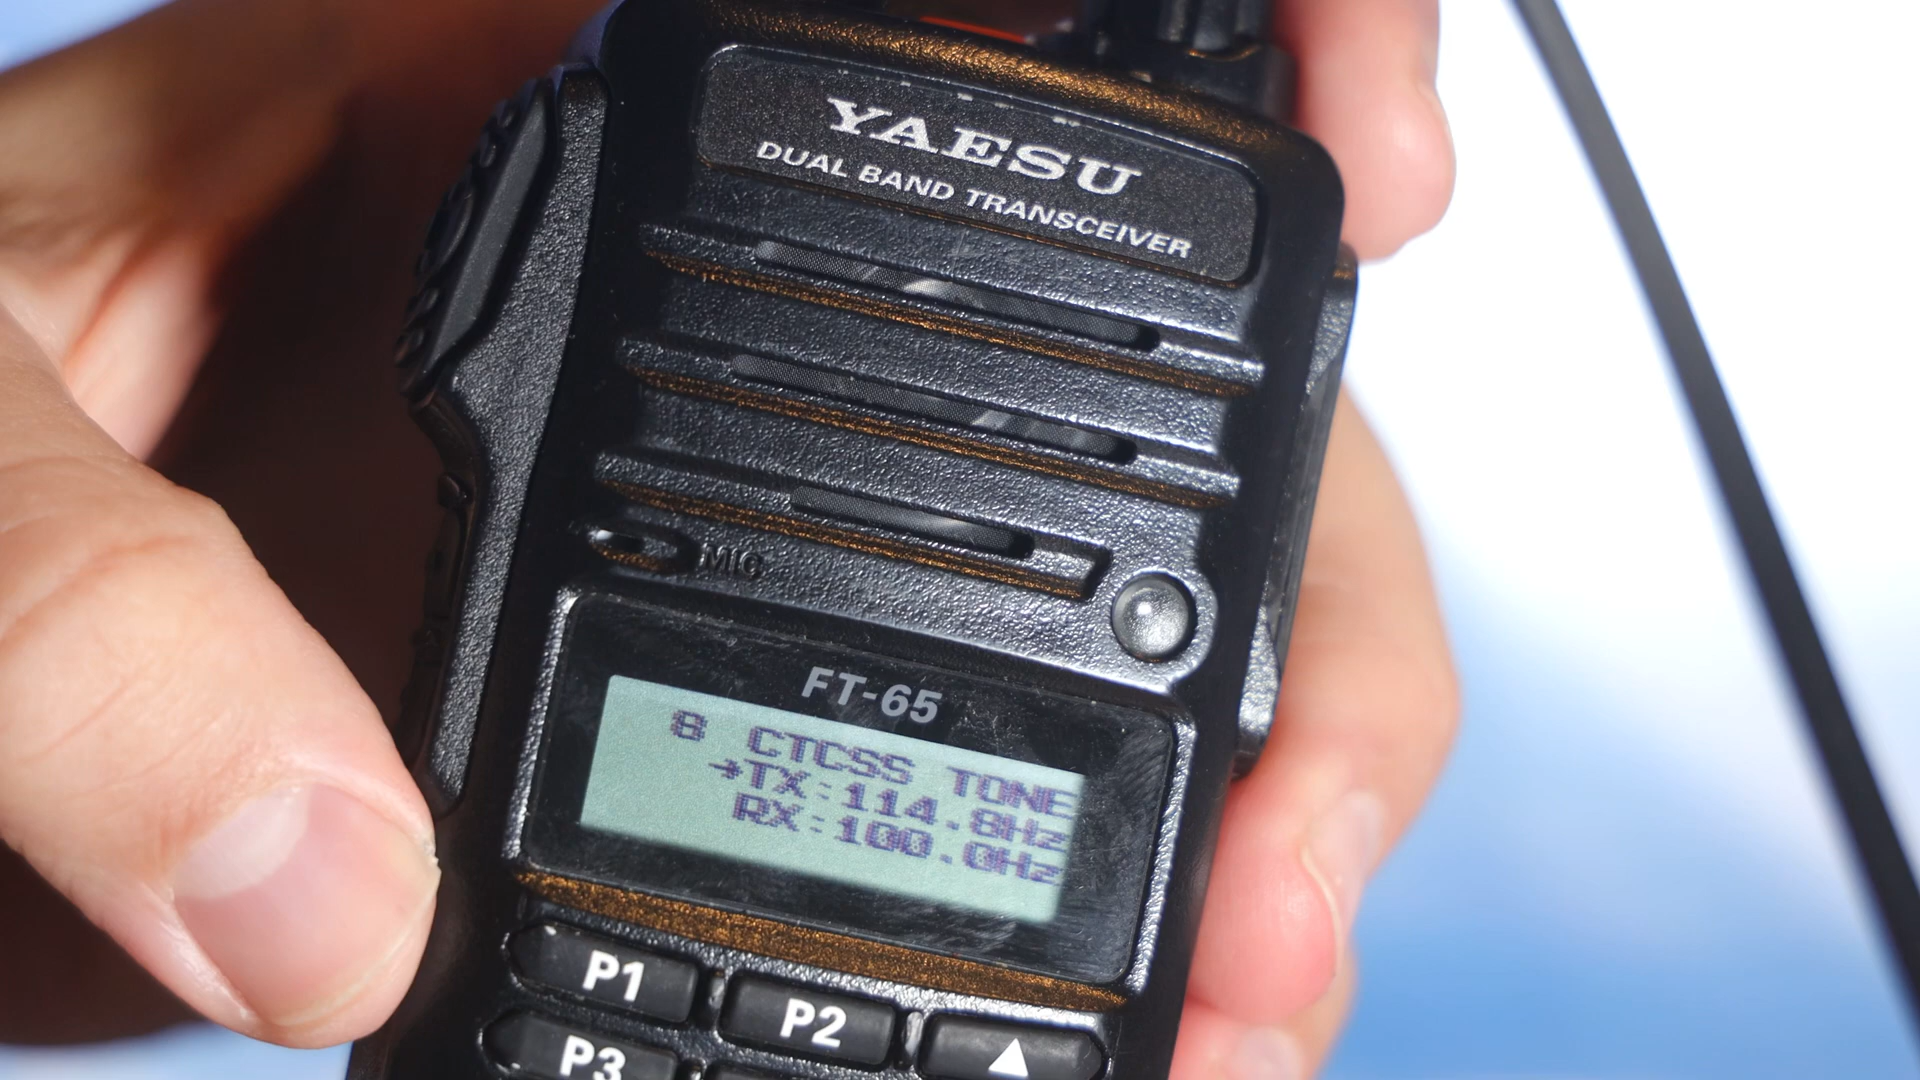 YAESU
DUAL BAND TRANSCEIVER
MIC
FT-65
8 CTCSS TONE
→TX:114.8Hz
RX:100.0Hz
P1
P2
▲
P3